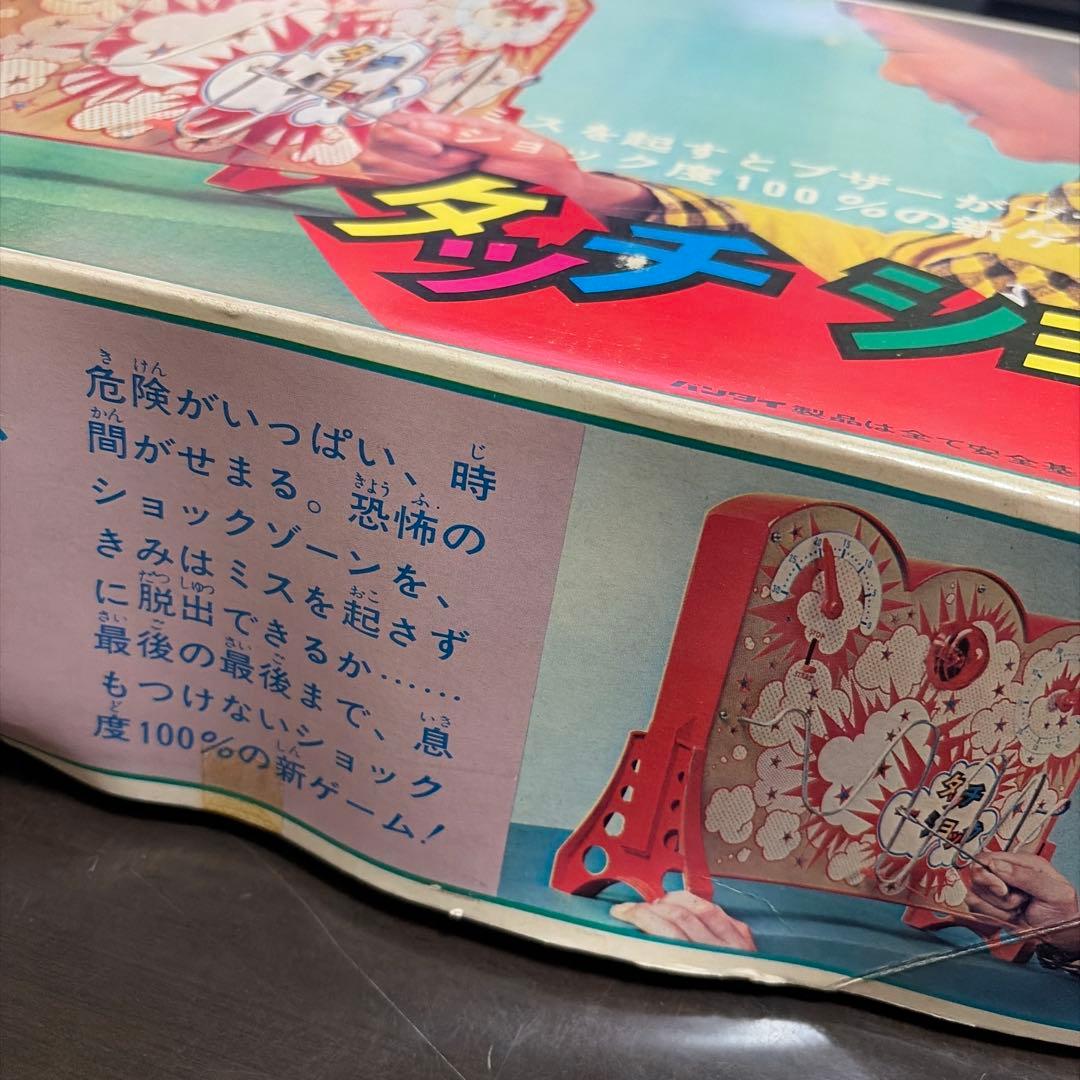 ミスを起すとブザーが
ショック度100%の新ゲ
タッチショ
バンダイ製品は全て安全基
危険がいっぱい、時
間がせまる。恐怖の
ショックゾーンを、
きみはミスを起さず
に脱出できるか……
最後の最後まで、息
もつけないショック
度100%の新ゲーム!
タッチ
ショック